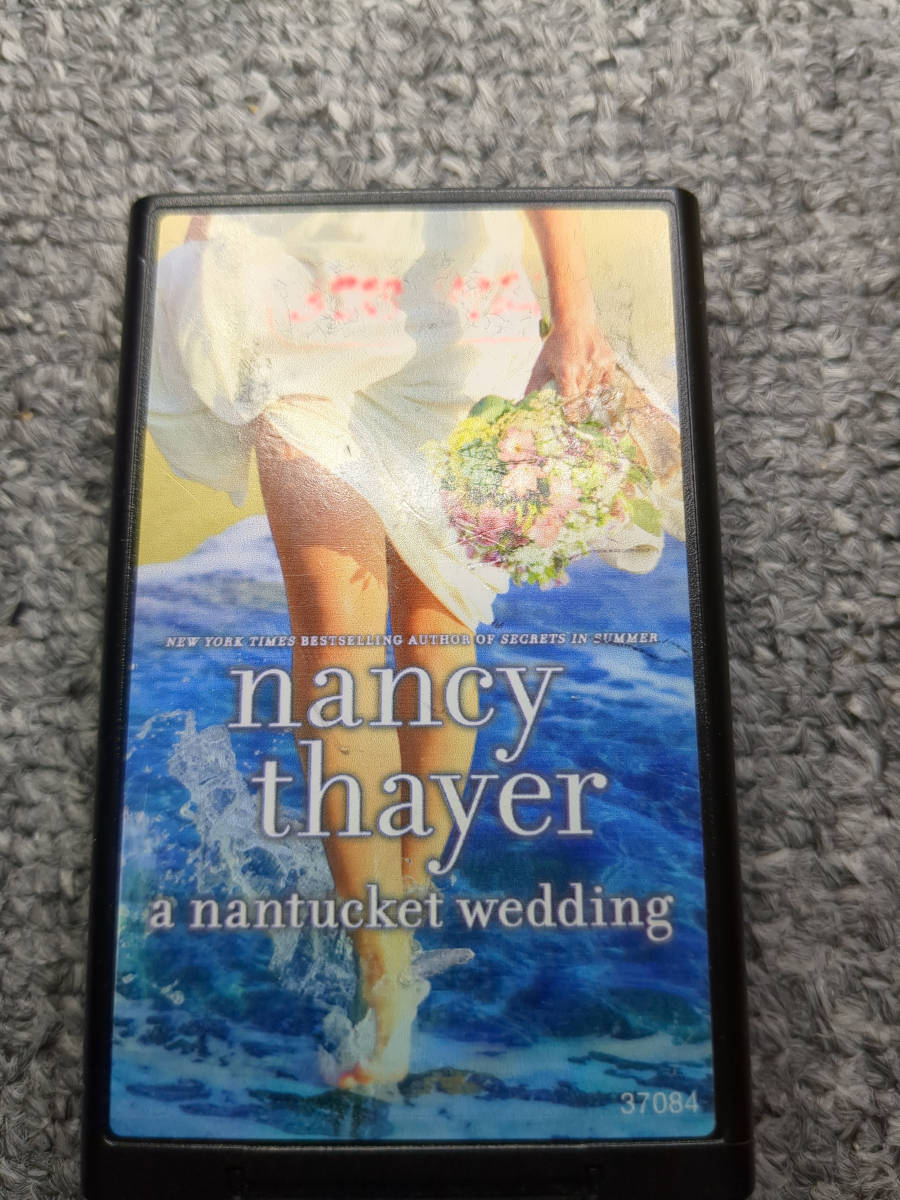 NEW YORK TIMES BESTSELLING AUTHOR OF SECRETS IN SUMMER
nancy
thayer
a nantucket wedding
37084